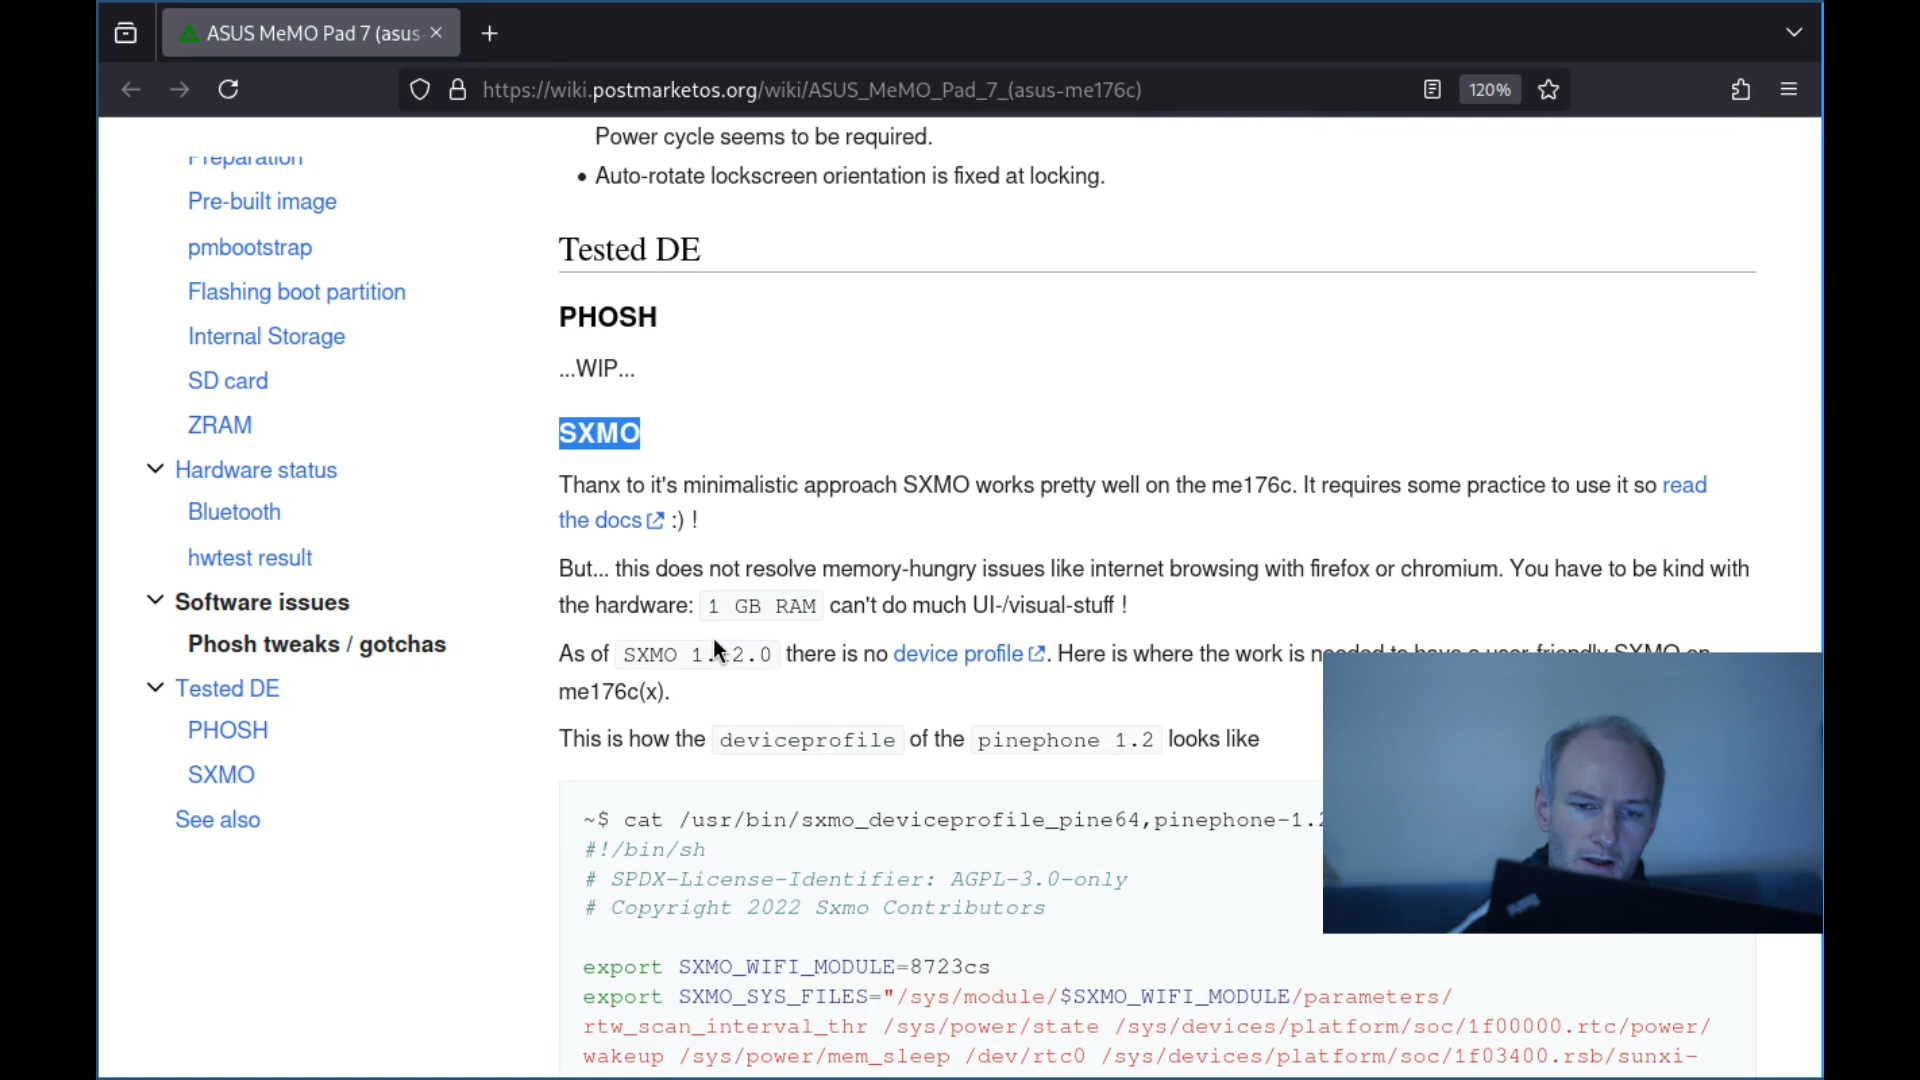 ASUS MeMO Pad 7 (asus-
https://wiki.postmarketos.org/wiki/ASUS_MeMO_Pad_7_(asus-me176c)
120%
Preparation
Pre-built image
pmbootstrap
Flashing boot partition
Internal Storage
SD card
ZRAM
Hardware status
Bluetooth
hwtest result
Software issues
Phosh tweaks / gotchas
Tested DE
PHOSH
SXMO
See also
Power cycle seems to be required.
• Auto-rotate lockscreen orientation is fixed at locking.
Tested DE
PHOSH
...WIP...
SXMO
Thanx to it's minimalistic approach SXMO works pretty well on the me176c. It requires some practice to use it so read
the docs :) !
But... this does not resolve memory-hungry issues like internet browsing with firefox or chromium. You have to be kind with
the hardware: 1 GB RAM can't do much UI-/visual-stuff !
As of SXMO there is no device profile. Here is where the work is needed to have a user-friendly SXMO on
me176c(x).
This is how the deviceprofile of the pinephone 1.2 looks like
~$ cat /usr/bin/sxmo_deviceprofile_pine64,pinephone-1.2
#!/bin/sh
# SPDX-License-Identifier: AGPL-3.0-only
# Copyright 2022 Sxmo Contributors
export SXMO_WIFI_MODULE=8723cs
export SXMO_SYS_FILES="/sys/module/$SXMO_WIFI_MODULE/parameters/
rtw_scan_interval_thr /sys/power/state /sys/devices/platform/soc/1f00000.rtc/power/
wakeup /sys/power/mem_sleep /dev/rtc0 /sys/devices/platform/soc/1f03400.rsb/sunxi-